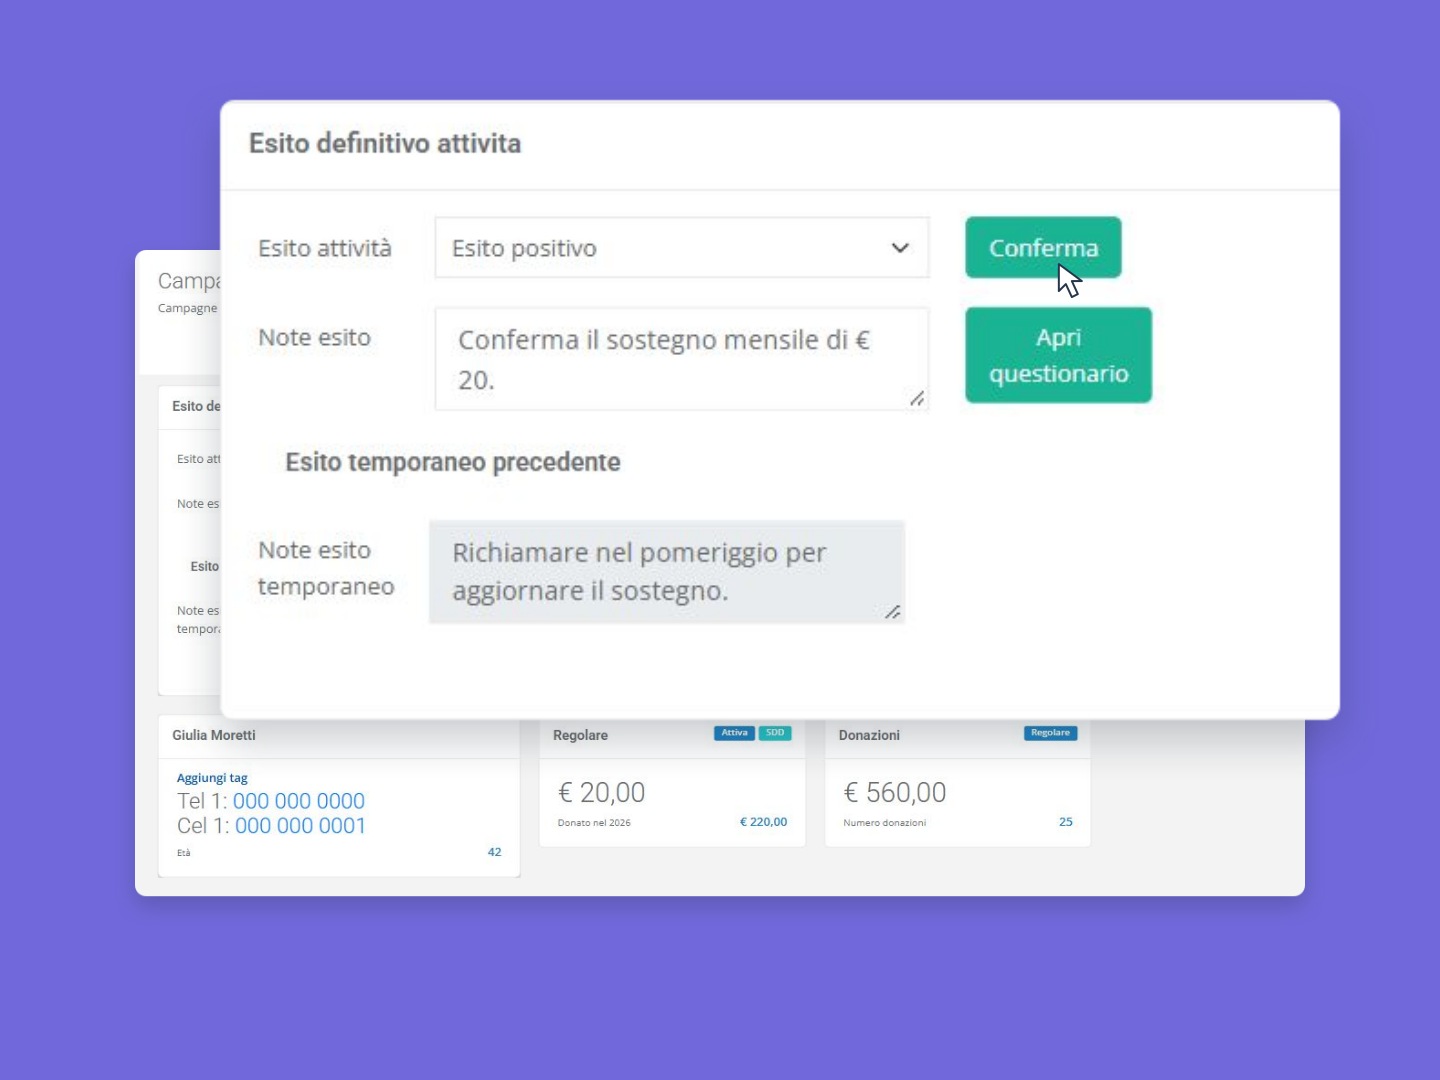 Esito definitivo attivita
Esito attività
Esito positivo
Conferma
Note esito
Conferma il sostegno mensile di €
20.
Apri
questionario
Esito temporaneo precedente
Note esito
temporaneo
Richiamare nel pomeriggio per
aggiornare il sostegno.
Campa
Campagne
Esito de
Esito att
Note es
Esito
Note es
tempora
Giulia Moretti
Aggiungi tag
Tel 1: 000 000 0000
Cel 1: 000 000 0001
Età 42
Regolare Attiva SDD
€ 20,00
Donato nel 2026 € 220,00
Donazioni Regolare
€ 560,00
Numero donazioni 25